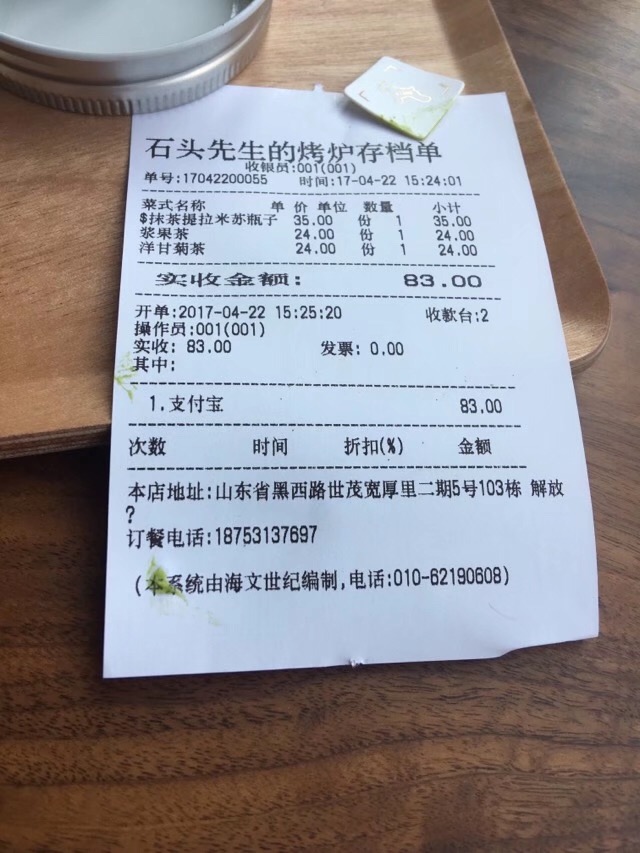 石头先生的烤炉存档单
收银员:001(001)
单号:17042200055 时间:17-04-22 15:24:01
菜式名称 单价 单位 数量 小计
$抹茶提拉米苏瓶子 35.00 份 1 35.00
浆果茶 24.00 份 1 24.00
洋甘菊茶 24.00 份 1 24.00
实收金额: 83.00
开单:2017-04-22 15:25:20 收款台:2
操作员:001(001)
实收: 83.00 发票: 0.00
其中:
1.支付宝 83.00
次数 时间 折扣(%) 金额
本店地址:山东省黑西路世茂宽厚里二期5号103栋 解放
?
订餐电话:18753137697
(本系统由海文世纪编制,电话:010-62190608)